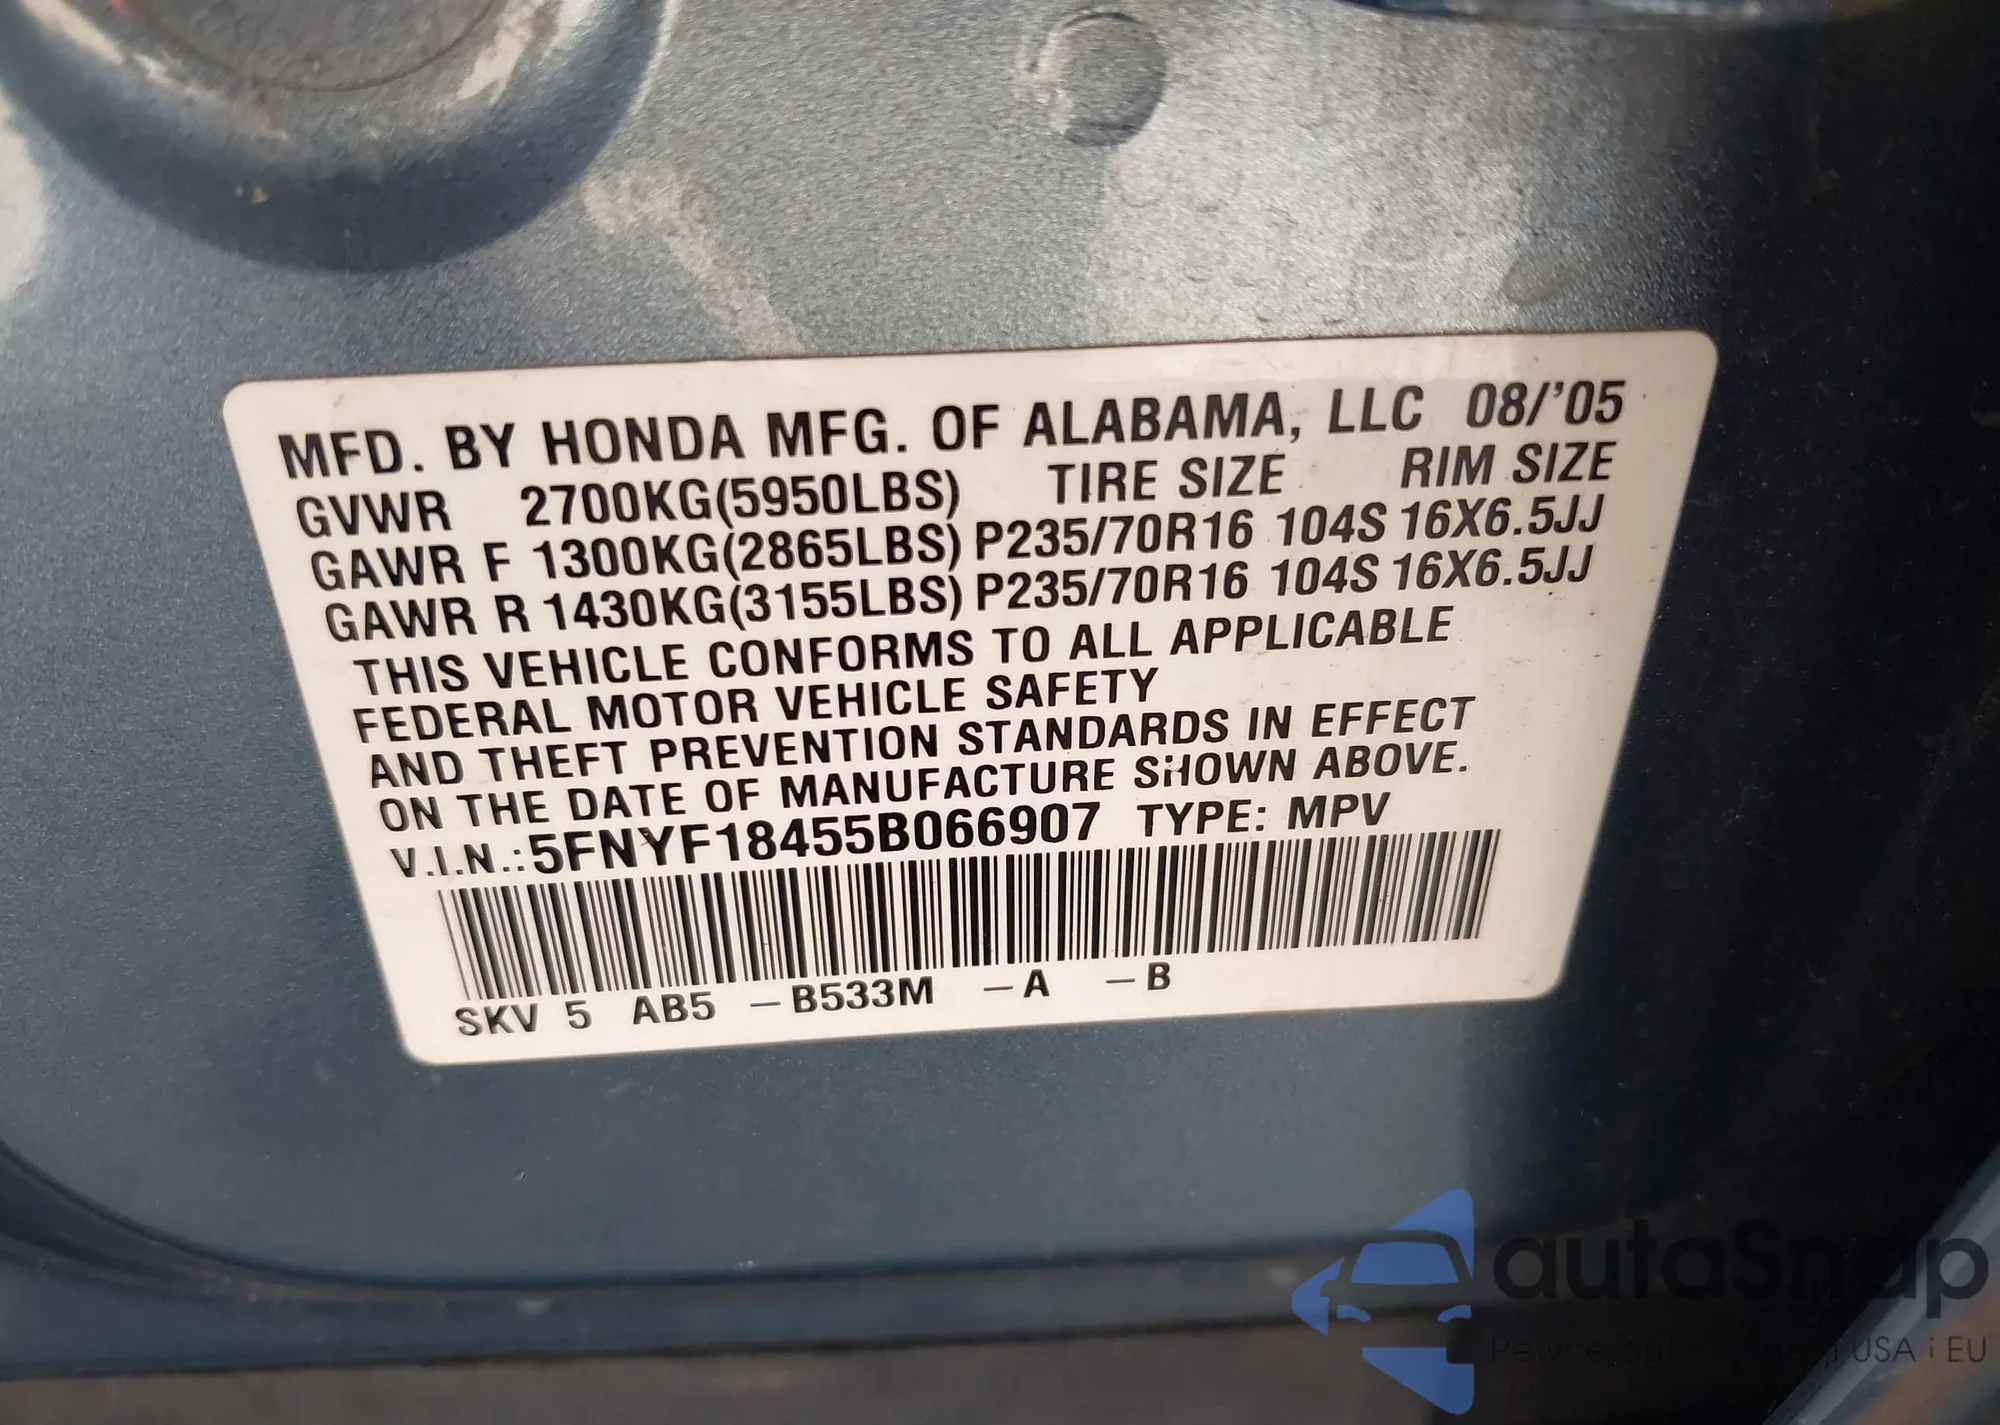 MFD. BY HONDA MFG. OF ALABAMA, LLC 08/'05
GVWR 2700KG(5950LBS) TIRE SIZE RIM SIZE
GAWR F 1300KG(2865LBS) P235/70R16 104S 16X6.5JJ
GAWR R 1430KG(3155LBS) P235/70R16 104S 16X6.5JJ
THIS VEHICLE CONFORMS TO ALL APPLICABLE
FEDERAL MOTOR VEHICLE SAFETY
AND THEFT PREVENTION STANDARDS IN EFFECT
ON THE DATE OF MANUFACTURE SHOWN ABOVE.
V.I.N.:5FNYF18455B066907 TYPE: MPV
SKV 5 AB5 –B533M –A –B
autoSnap
USA i EU